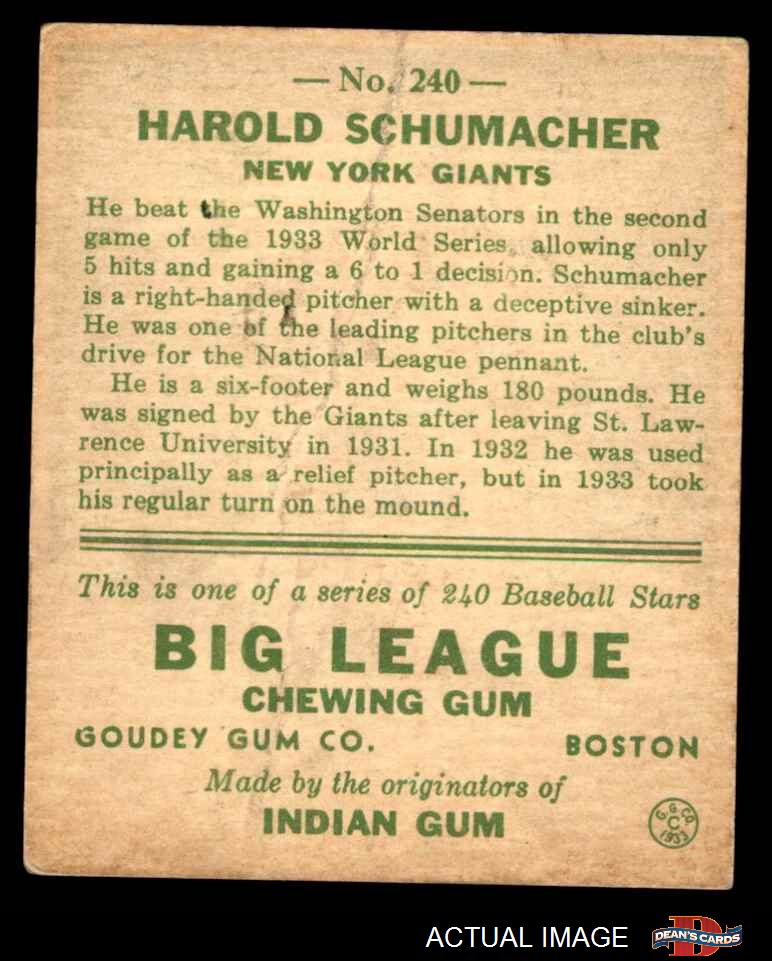 — No. 240 —
HAROLD SCHUMACHER
NEW YORK GIANTS
He beat the Washington Senators in the second
game of the 1933 World Series, allowing only
5 hits and gaining a 6 to 1 decision. Schumacher
is a right-handed pitcher with a deceptive sinker.
He was one of the leading pitchers in the club's
drive for the National League pennant.
He is a six-footer and weighs 180 pounds. He
was signed by the Giants after leaving St. Law-
rence University in 1931. In 1932 he was used
principally as a relief pitcher, but in 1933 took
his regular turn on the mound.
This is one of a series of 240 Baseball Stars
BIG LEAGUE
CHEWING GUM
GOUDEY GUM CO. BOSTON
Made by the originators of
INDIAN GUM
G. G. CO.
C
1933
ACTUAL IMAGE
D
DEAN'S CARDS